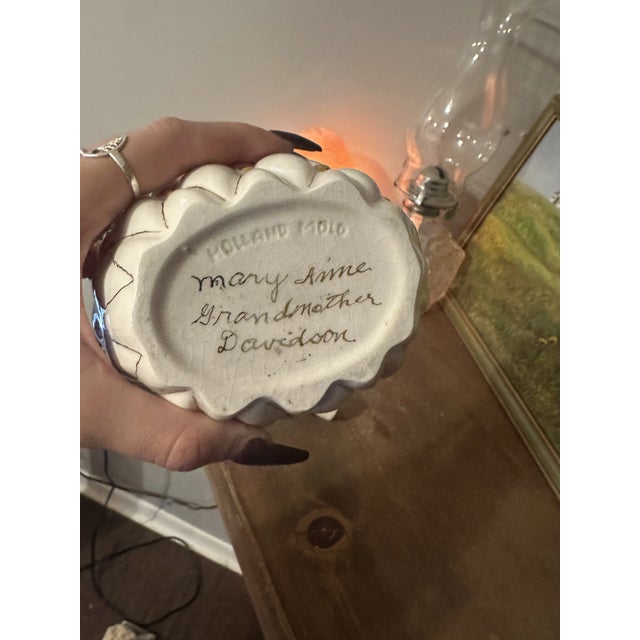 HOLLAND MOLD
Mary Anne
Grandmother
Davidson